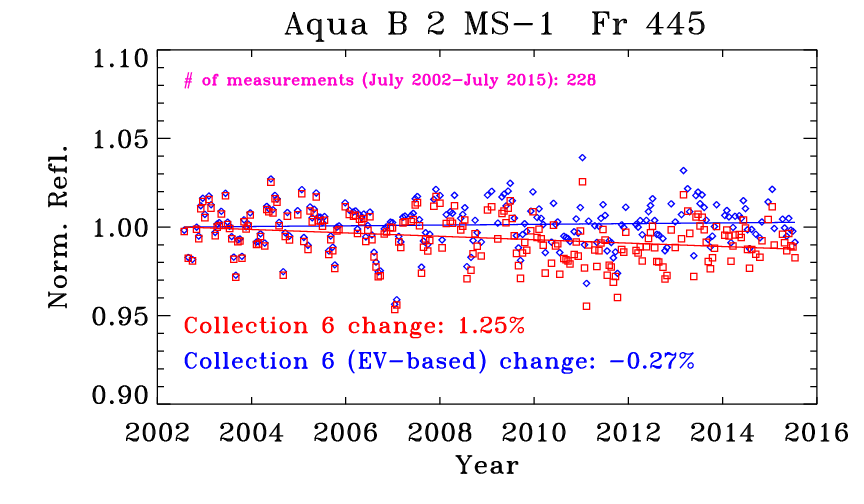 Aqua B 2 MS-1 Fr 445
# of measurements (July 2002-July 2015): 228
1.10
1.05
1.00
0.95
0.90
Norm. Refl.
Collection 6 change: 1.25%
Collection 6 (EV-based) change: -0.27%
2002 2004 2006 2008 2010 2012 2014 2016
Year